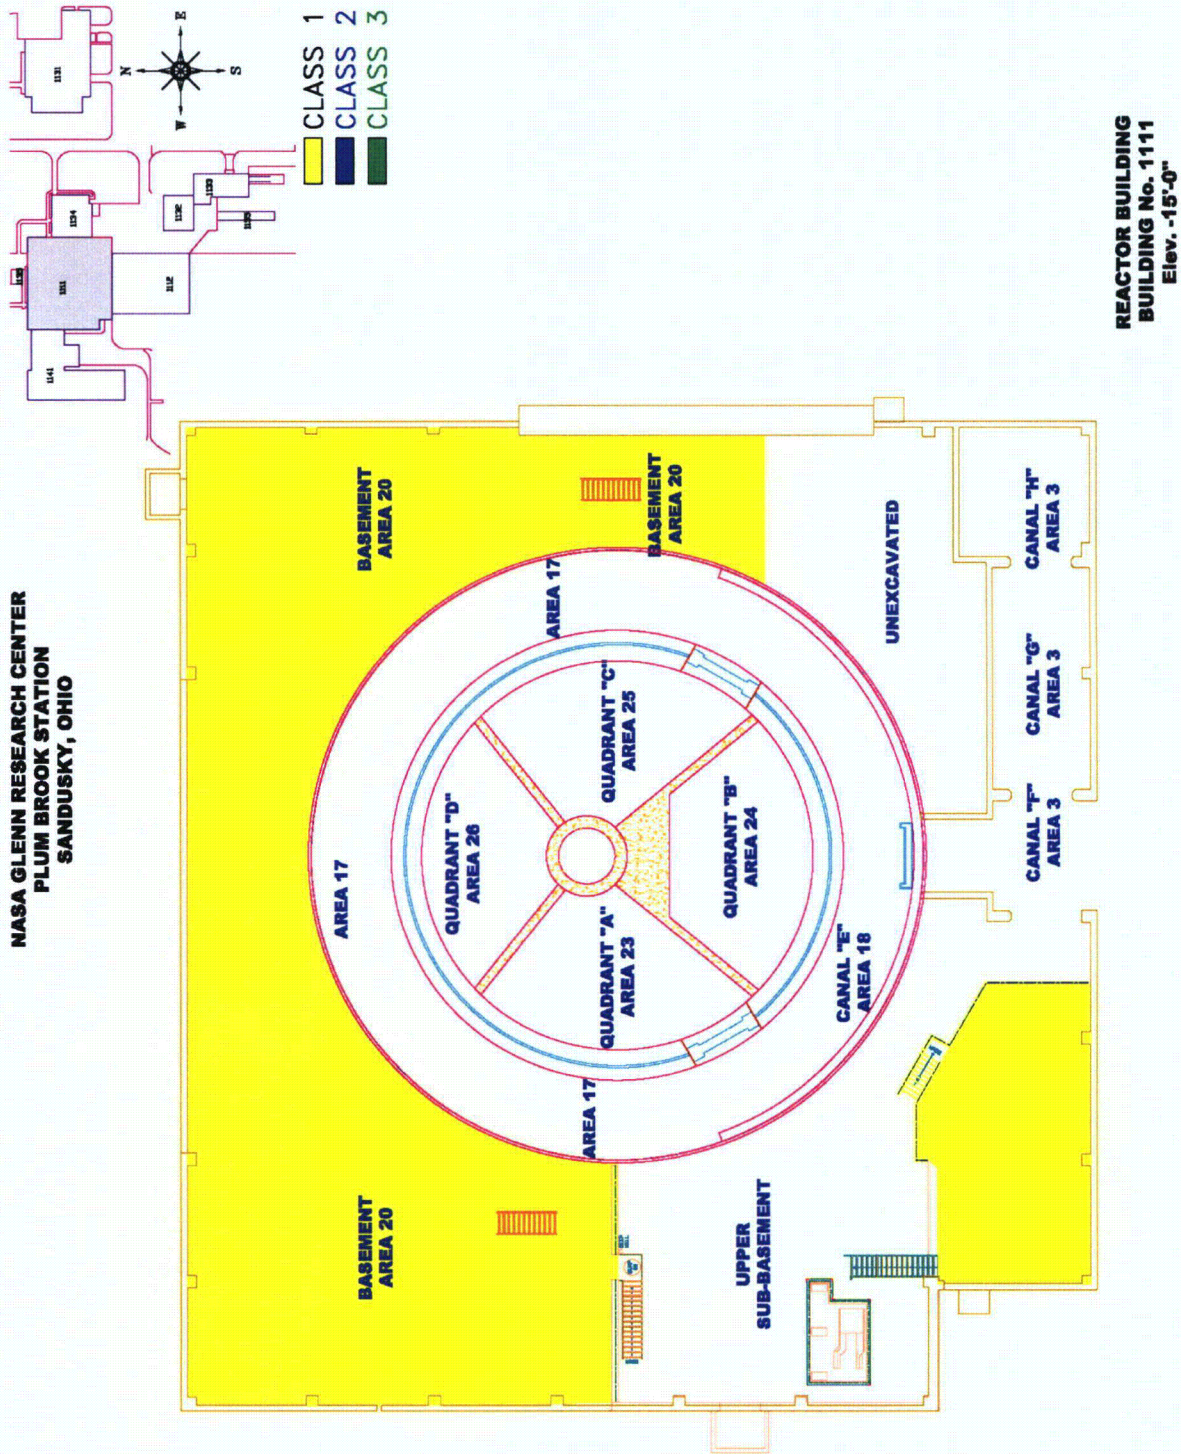 NASA GLENN RESEARCH CENTER
PLUM BROOK STATION
SANDUSKY, OHIO
1131
1134
1133
1132
1111
1112
1141
N
E
S
W
CLASS 1
CLASS 2
CLASS 3
REACTOR BUILDING
BUILDING No. 1111
Elev. -15'-0"
BASEMENT
AREA 20
BASEMENT
AREA 20
BASEMENT
AREA 20
AREA 17
AREA 17
AREA 17
QUADRANT "D"
AREA 26
QUADRANT "C"
AREA 25
QUADRANT "A"
AREA 23
QUADRANT "B"
AREA 24
CANAL "E"
AREA 18
UNEXCAVATED
CANAL "H"
AREA 3
CANAL "G"
AREA 3
CANAL "F"
AREA 3
UPPER
SUB-BASEMENT